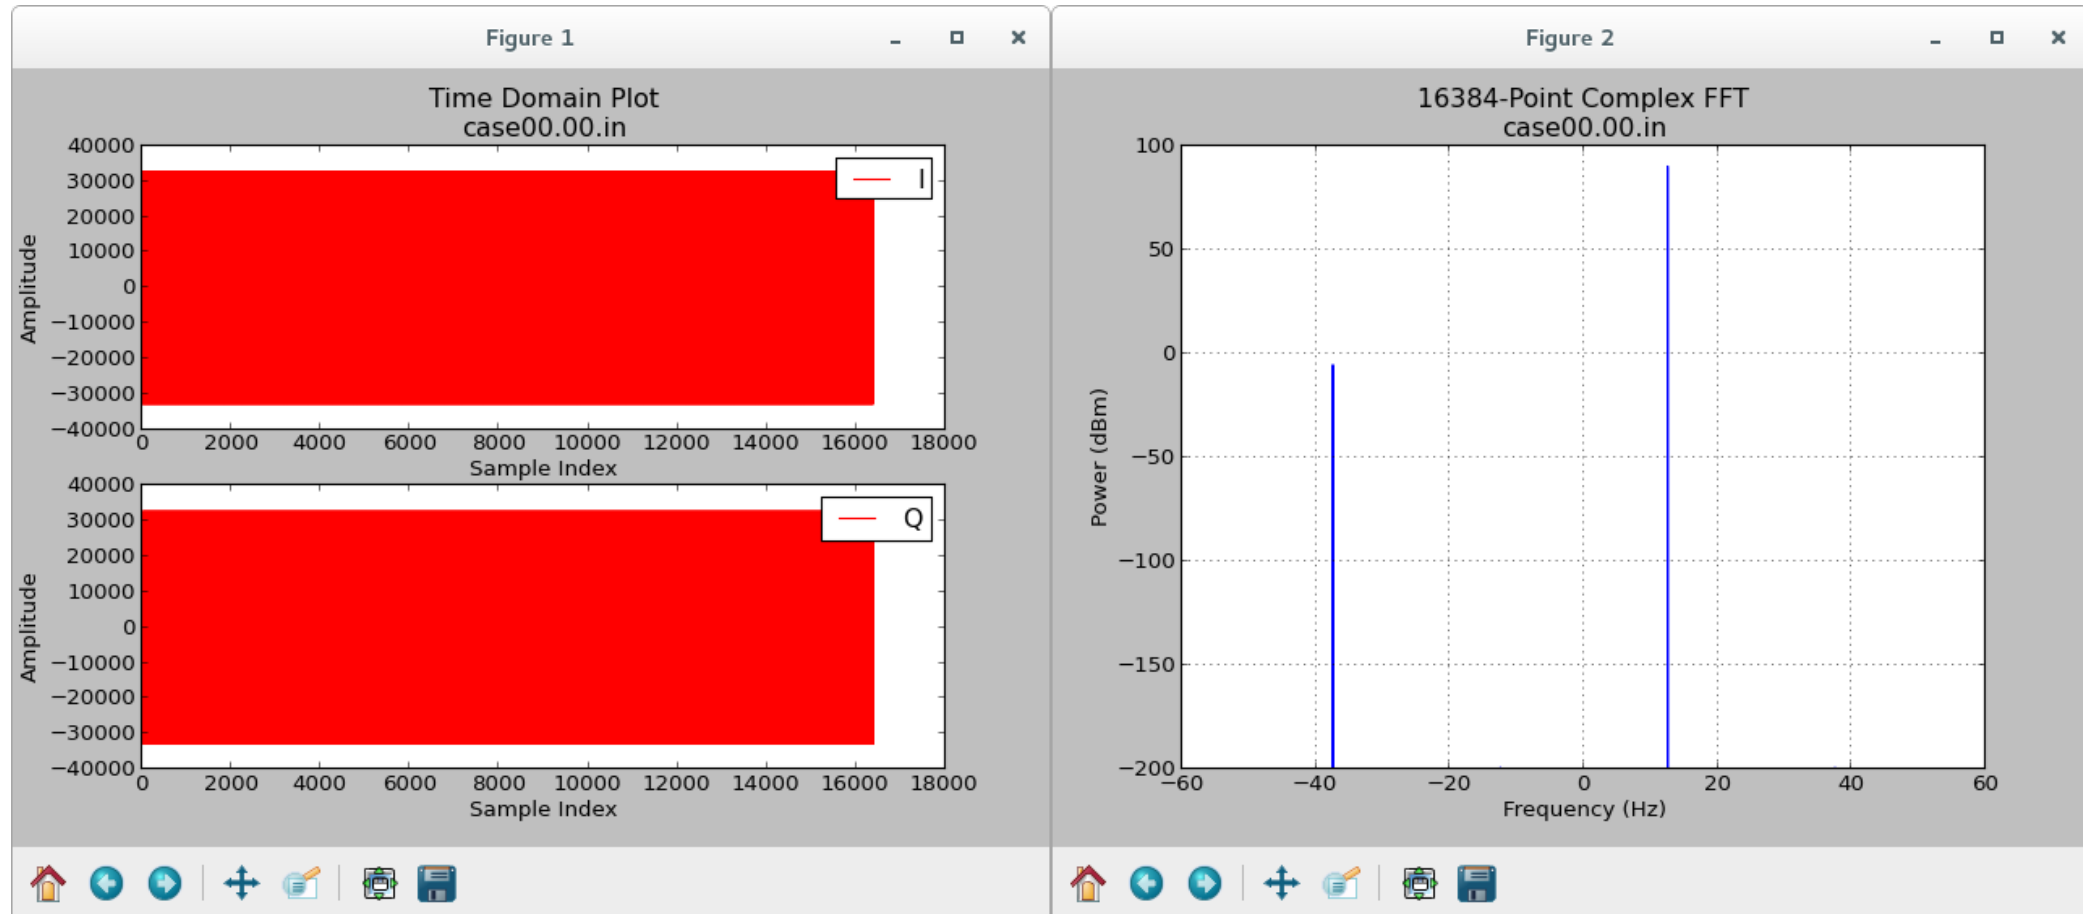 Figure 1
Time Domain Plot
case00.00.in
40000
30000
20000
10000
0
−10000
−20000
−30000
−40000
Amplitude
I
0 2000 4000 6000 8000 10000 12000 14000 16000 18000
Sample Index
40000
30000
20000
10000
0
−10000
−20000
−30000
−40000
Amplitude
Q
0 2000 4000 6000 8000 10000 12000 14000 16000 18000
Sample Index
Figure 2
16384-Point Complex FFT
case00.00.in
100
50
0
−50
−100
−150
−200
Power (dBm)
−60 −40 −20 0 20 40 60
Frequency (Hz)